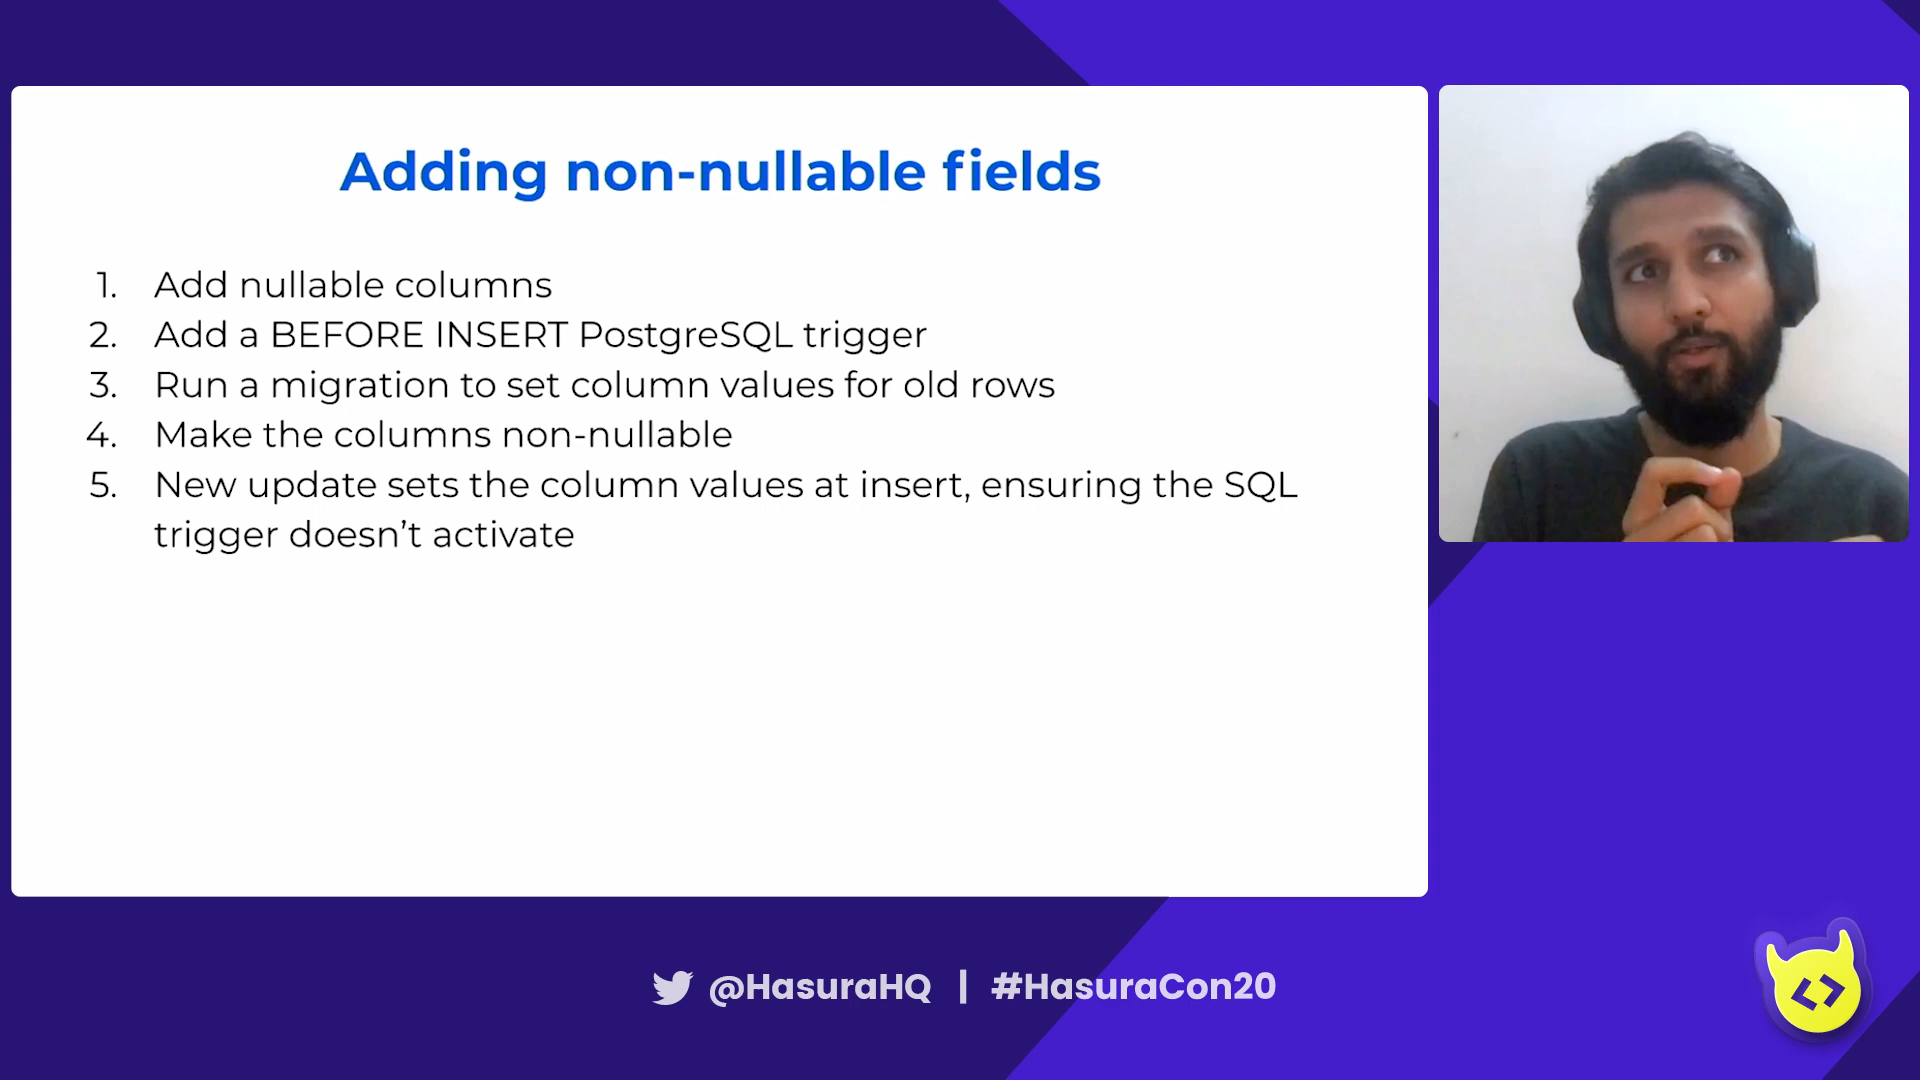 Adding non-nullable fields
1. Add nullable columns
2. Add a BEFORE INSERT PostgreSQL trigger
3. Run a migration to set column values for old rows
4. Make the columns non-nullable
5. New update sets the column values at insert, ensuring the SQL
trigger doesn’t activate
@HasuraHQ | #HasuraCon20